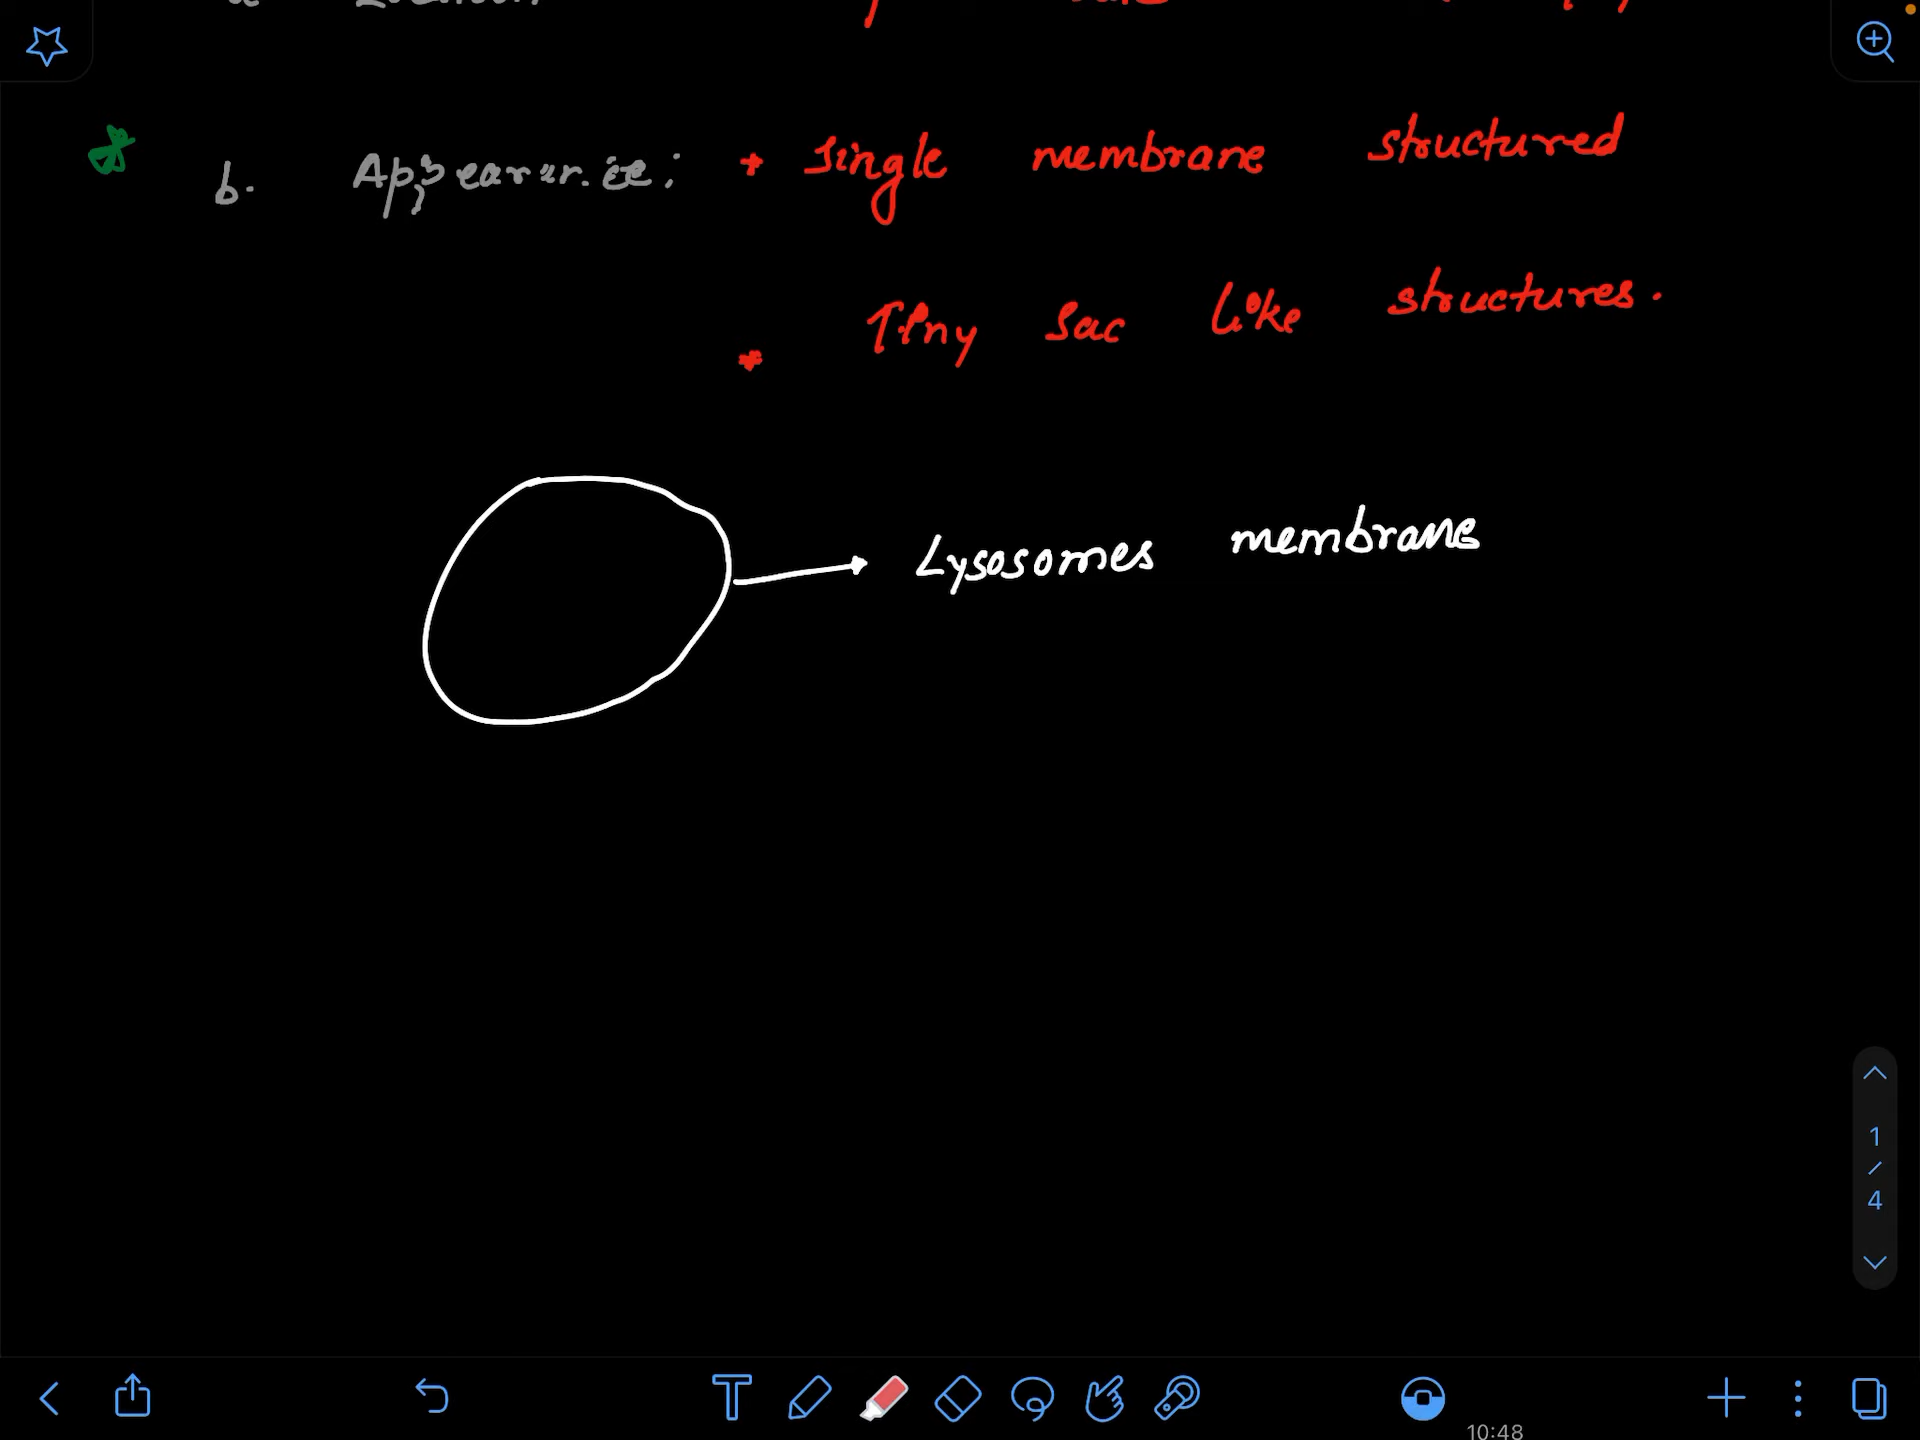 b. Appearance: * Single membrane structured
* Tiny Sac like structures.
Lysosomes membrane
1
/
4
10:48